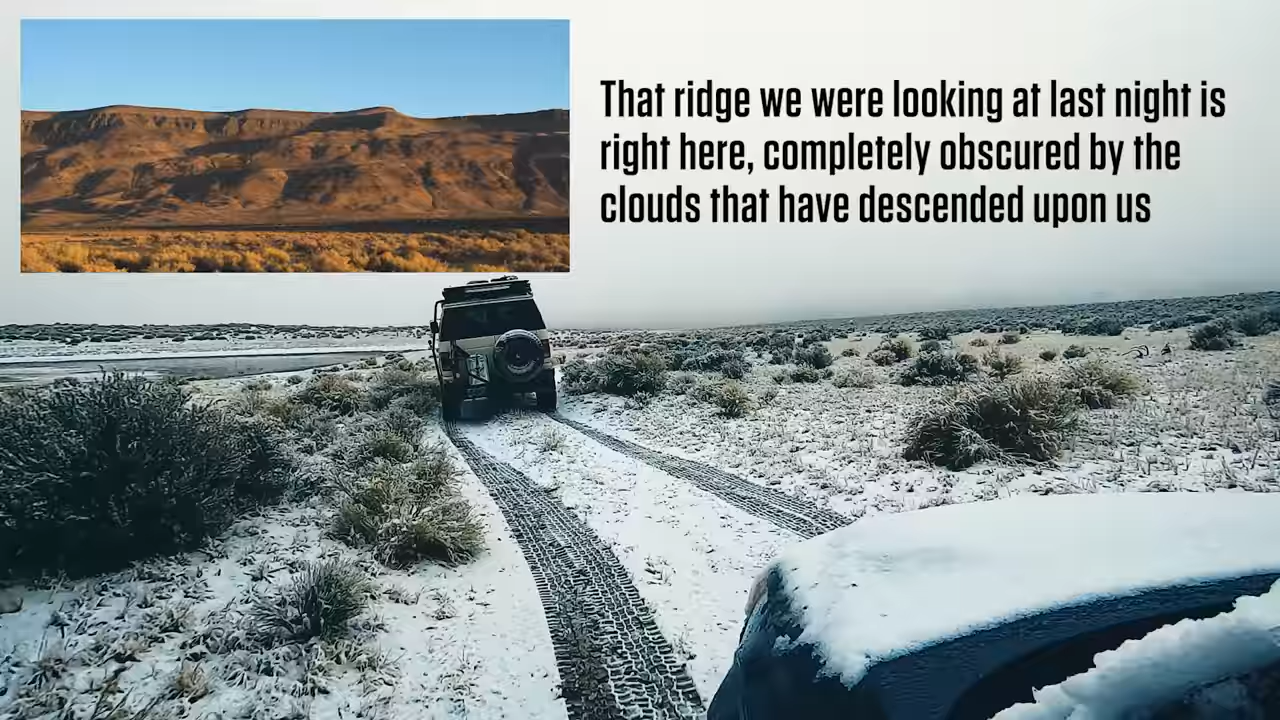 That ridge we were looking at last night is
right here, completely obscured by the
clouds that have descended upon us